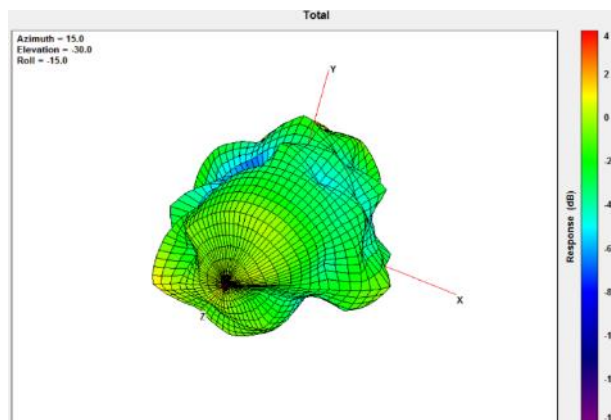 Total
Azimuth = 15.0
Elevation = -30.0
Roll = -15.0
Y
X
Z
4
2
0
-2
-4
-6
-8
Response (dB)